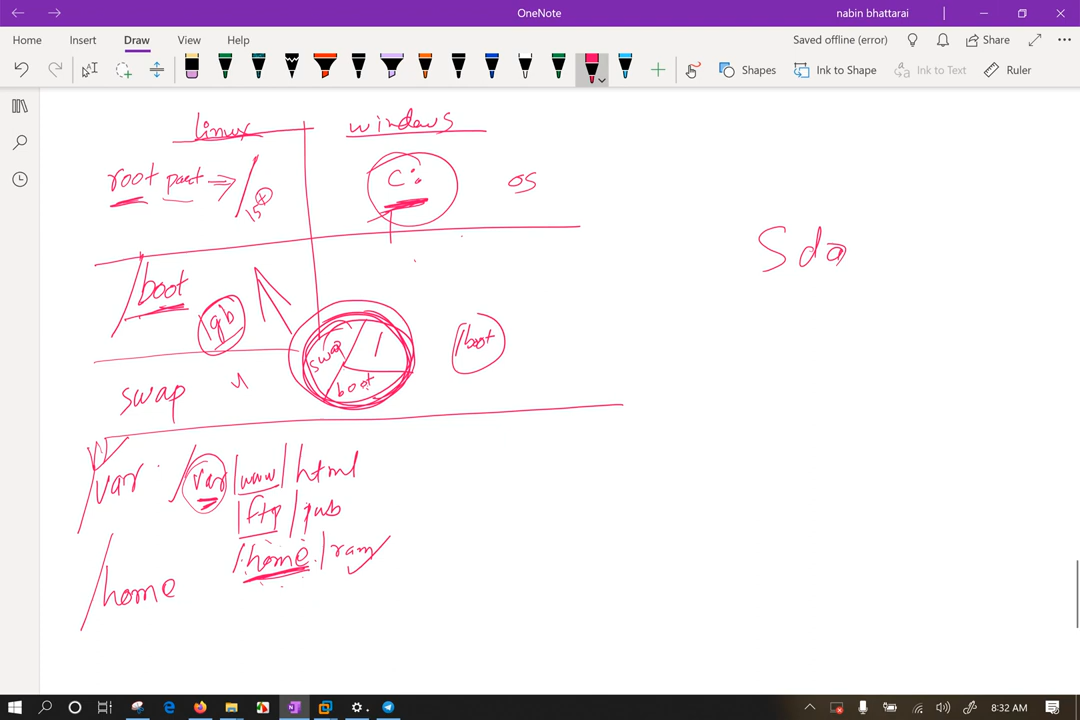 OneNote
nabin bhattarai
Home Insert Draw View Help
Saved offline (error)
Share
Shapes
Ink to Shape
Ink to Text
Ruler
linux windows
root part => / C: os
15
/boot
1gb
Sda
swap /
boot
/boot
swap
/var /var/www/html
/ftp/pub
/home/ram
/home
8:32 AM